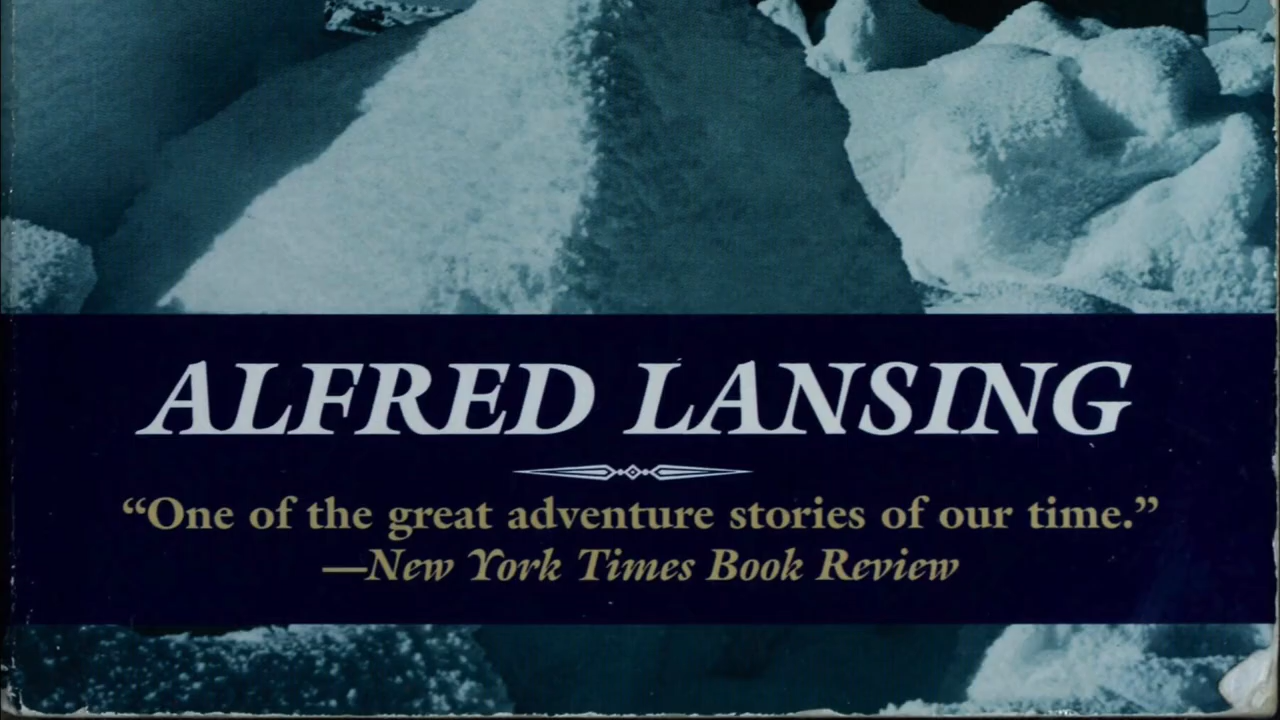 ALFRED LANSING
“One of the great adventure stories of our time.”
—New York Times Book Review